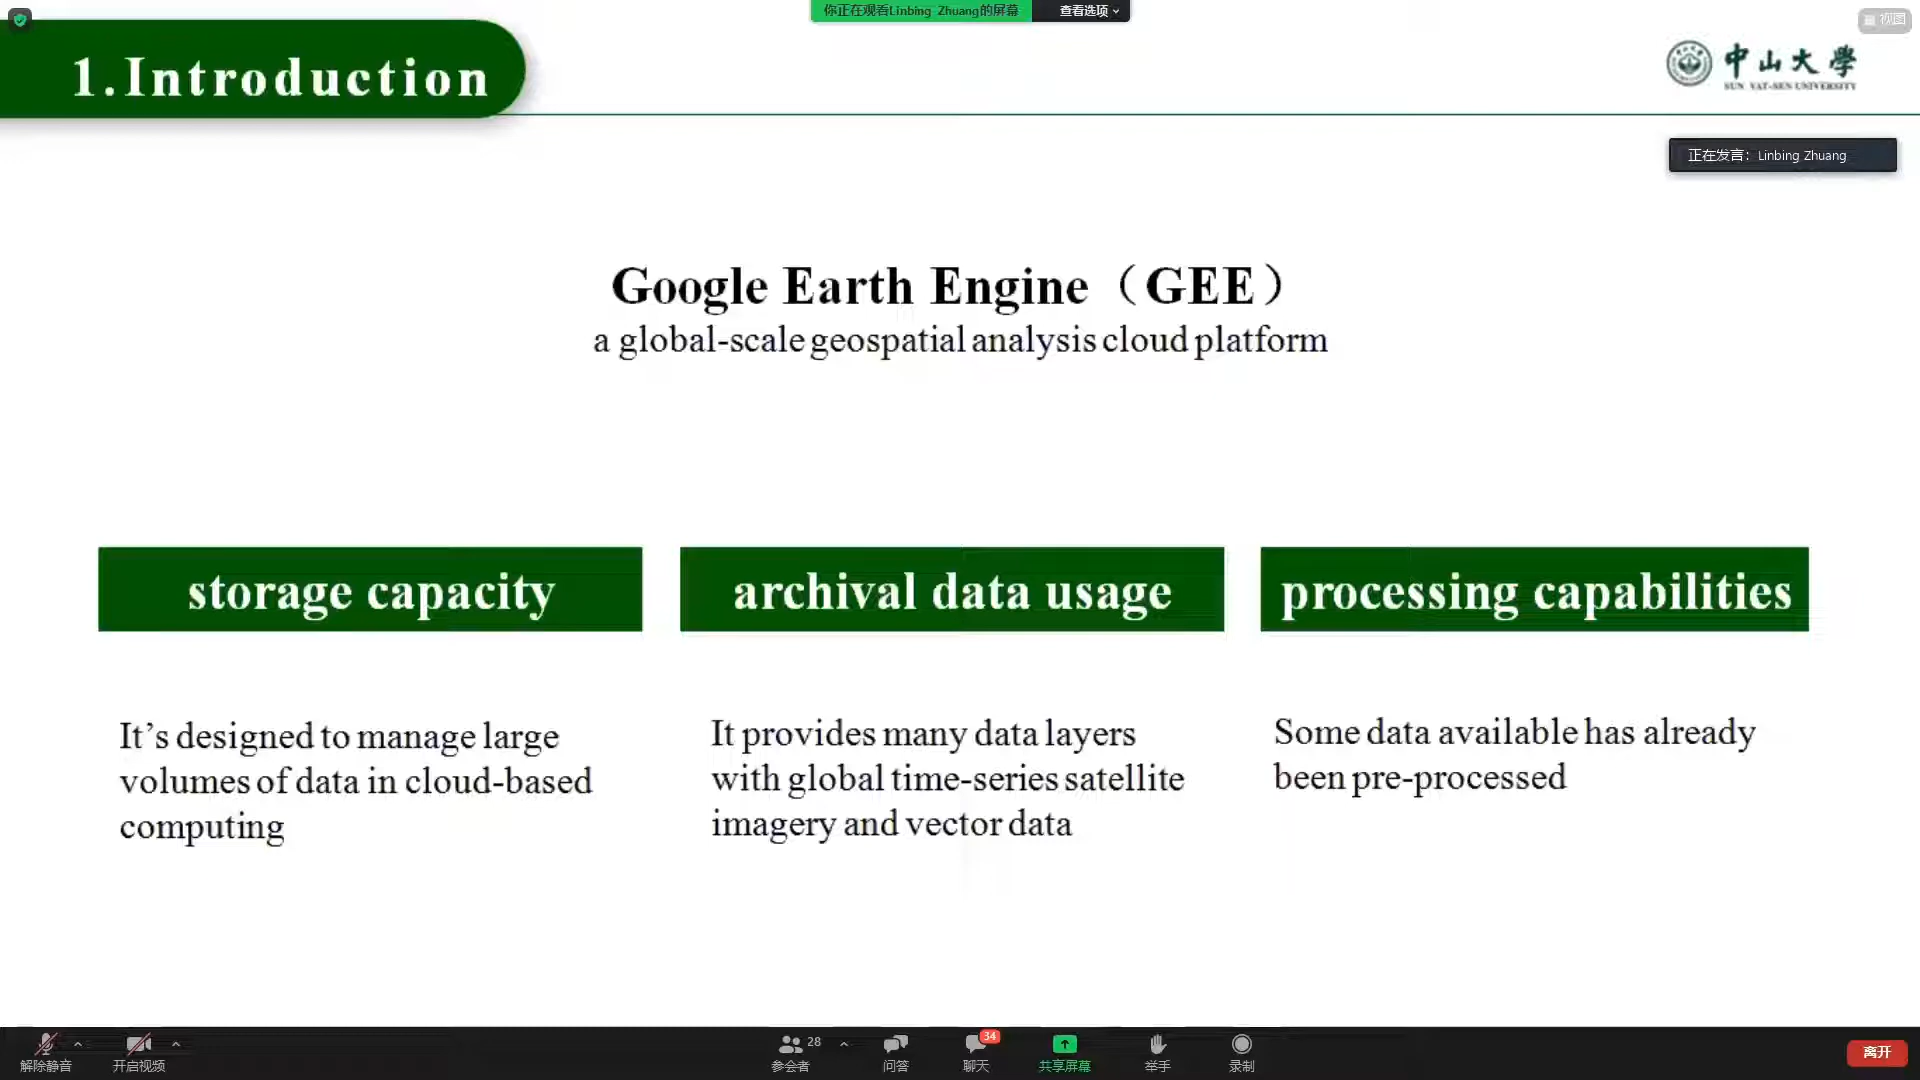 你正在观看Linbing Zhuang的屏幕
查看选项
视图
1.Introduction
中山大學
SUN YAT-SEN UNIVERSITY
正在发言: Linbing Zhuang
Google Earth Engine（GEE）
a global-scale geospatial analysis cloud platform
storage capacity
archival data usage
processing capabilities
It’s designed to manage large
volumes of data in cloud-based
computing
It provides many data layers
with global time-series satellite
imagery and vector data
Some data available has already
been pre-processed
解除静音
开启视频
28
参会者
问答
34
聊天
共享屏幕
举手
录制
离开